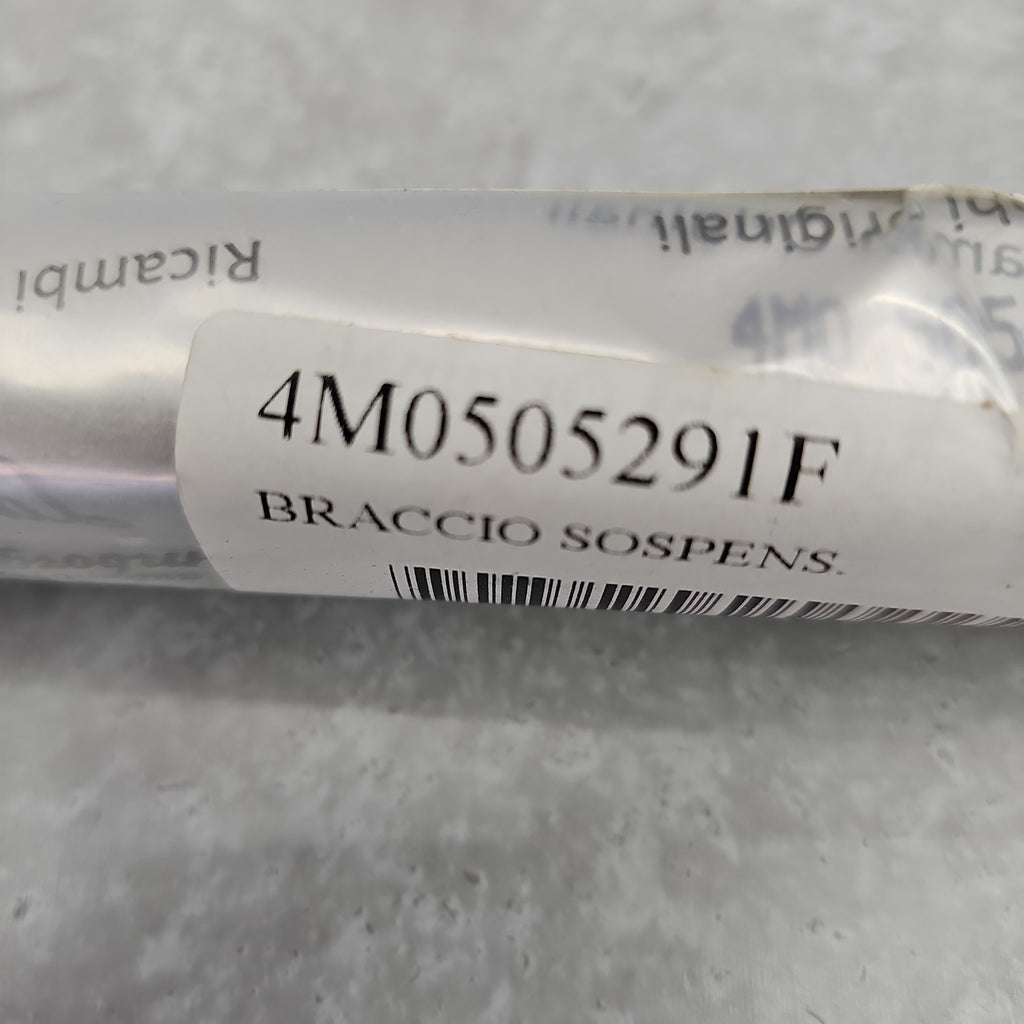 Ricambi
originali
4M0505291F
BRACCIO SOSPENS.